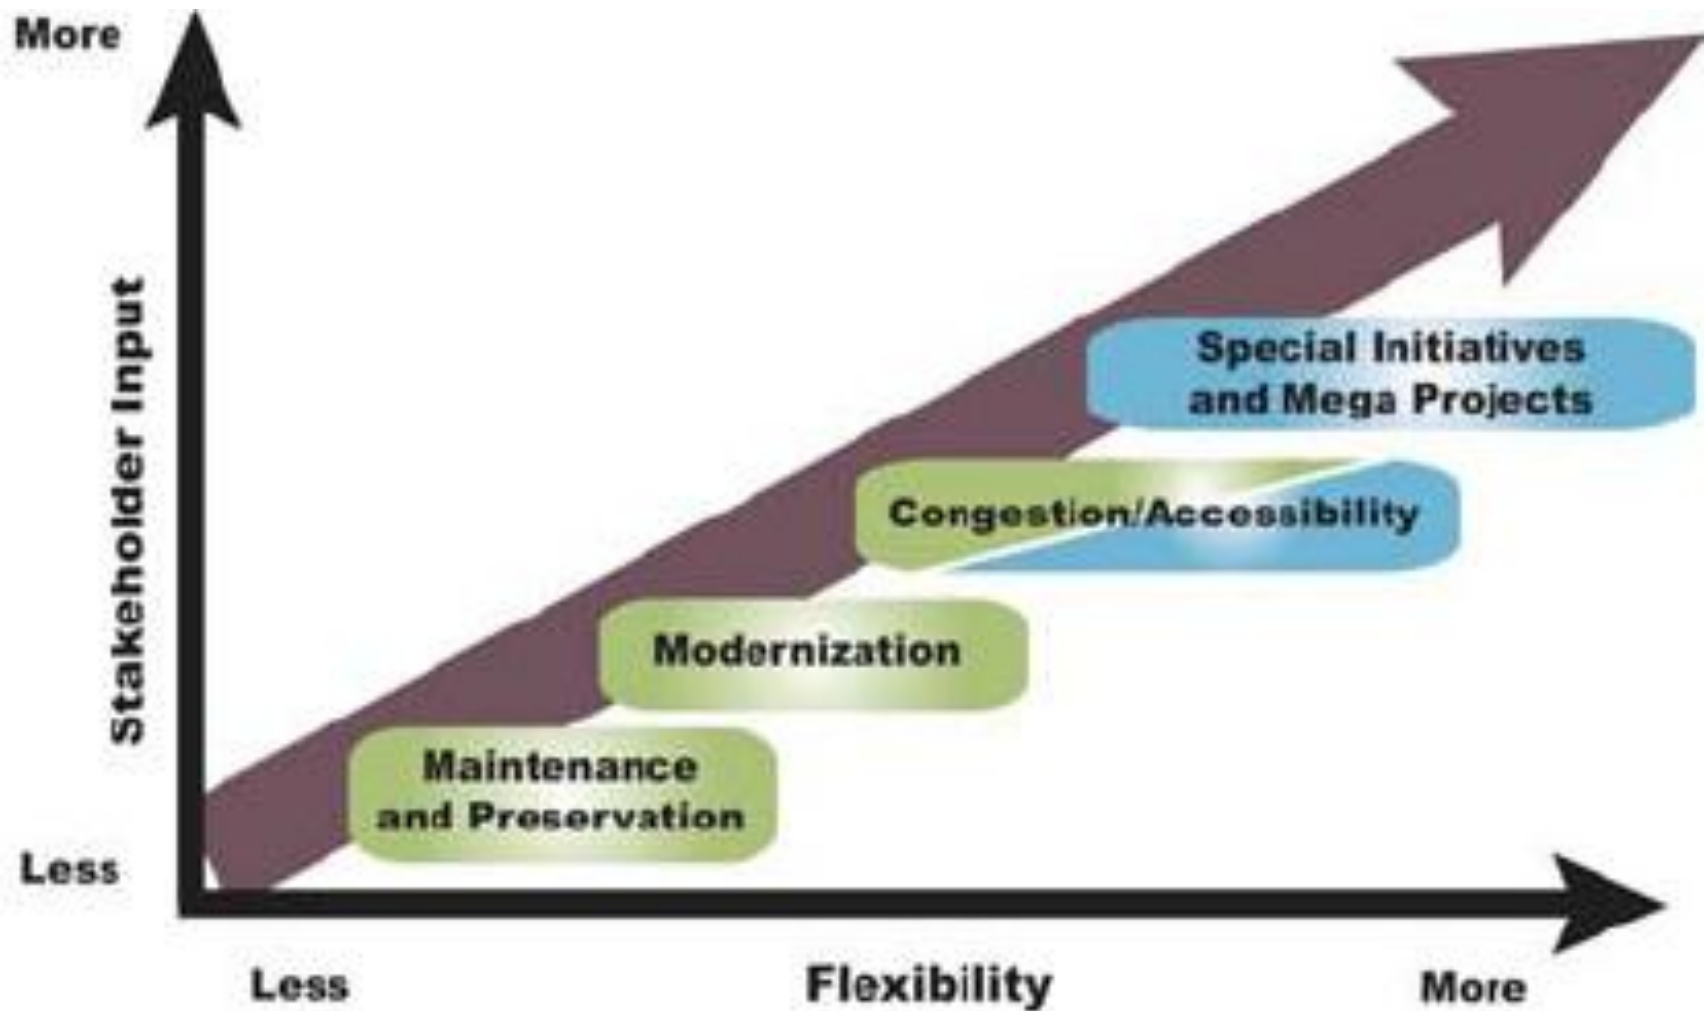 More
Stakeholder Input
Special Initiatives
and Mega Projects
Congestion/Accessibility
Modernization
Maintenance
and Preservation
Less
Less
Flexibility
More